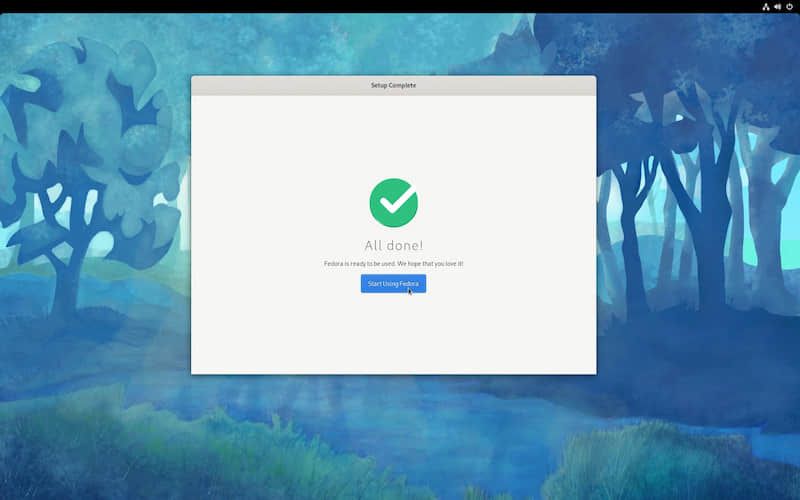 Setup Complete
All done!
Fedora is ready to be used. We hope that you love it!
Start Using Fedora